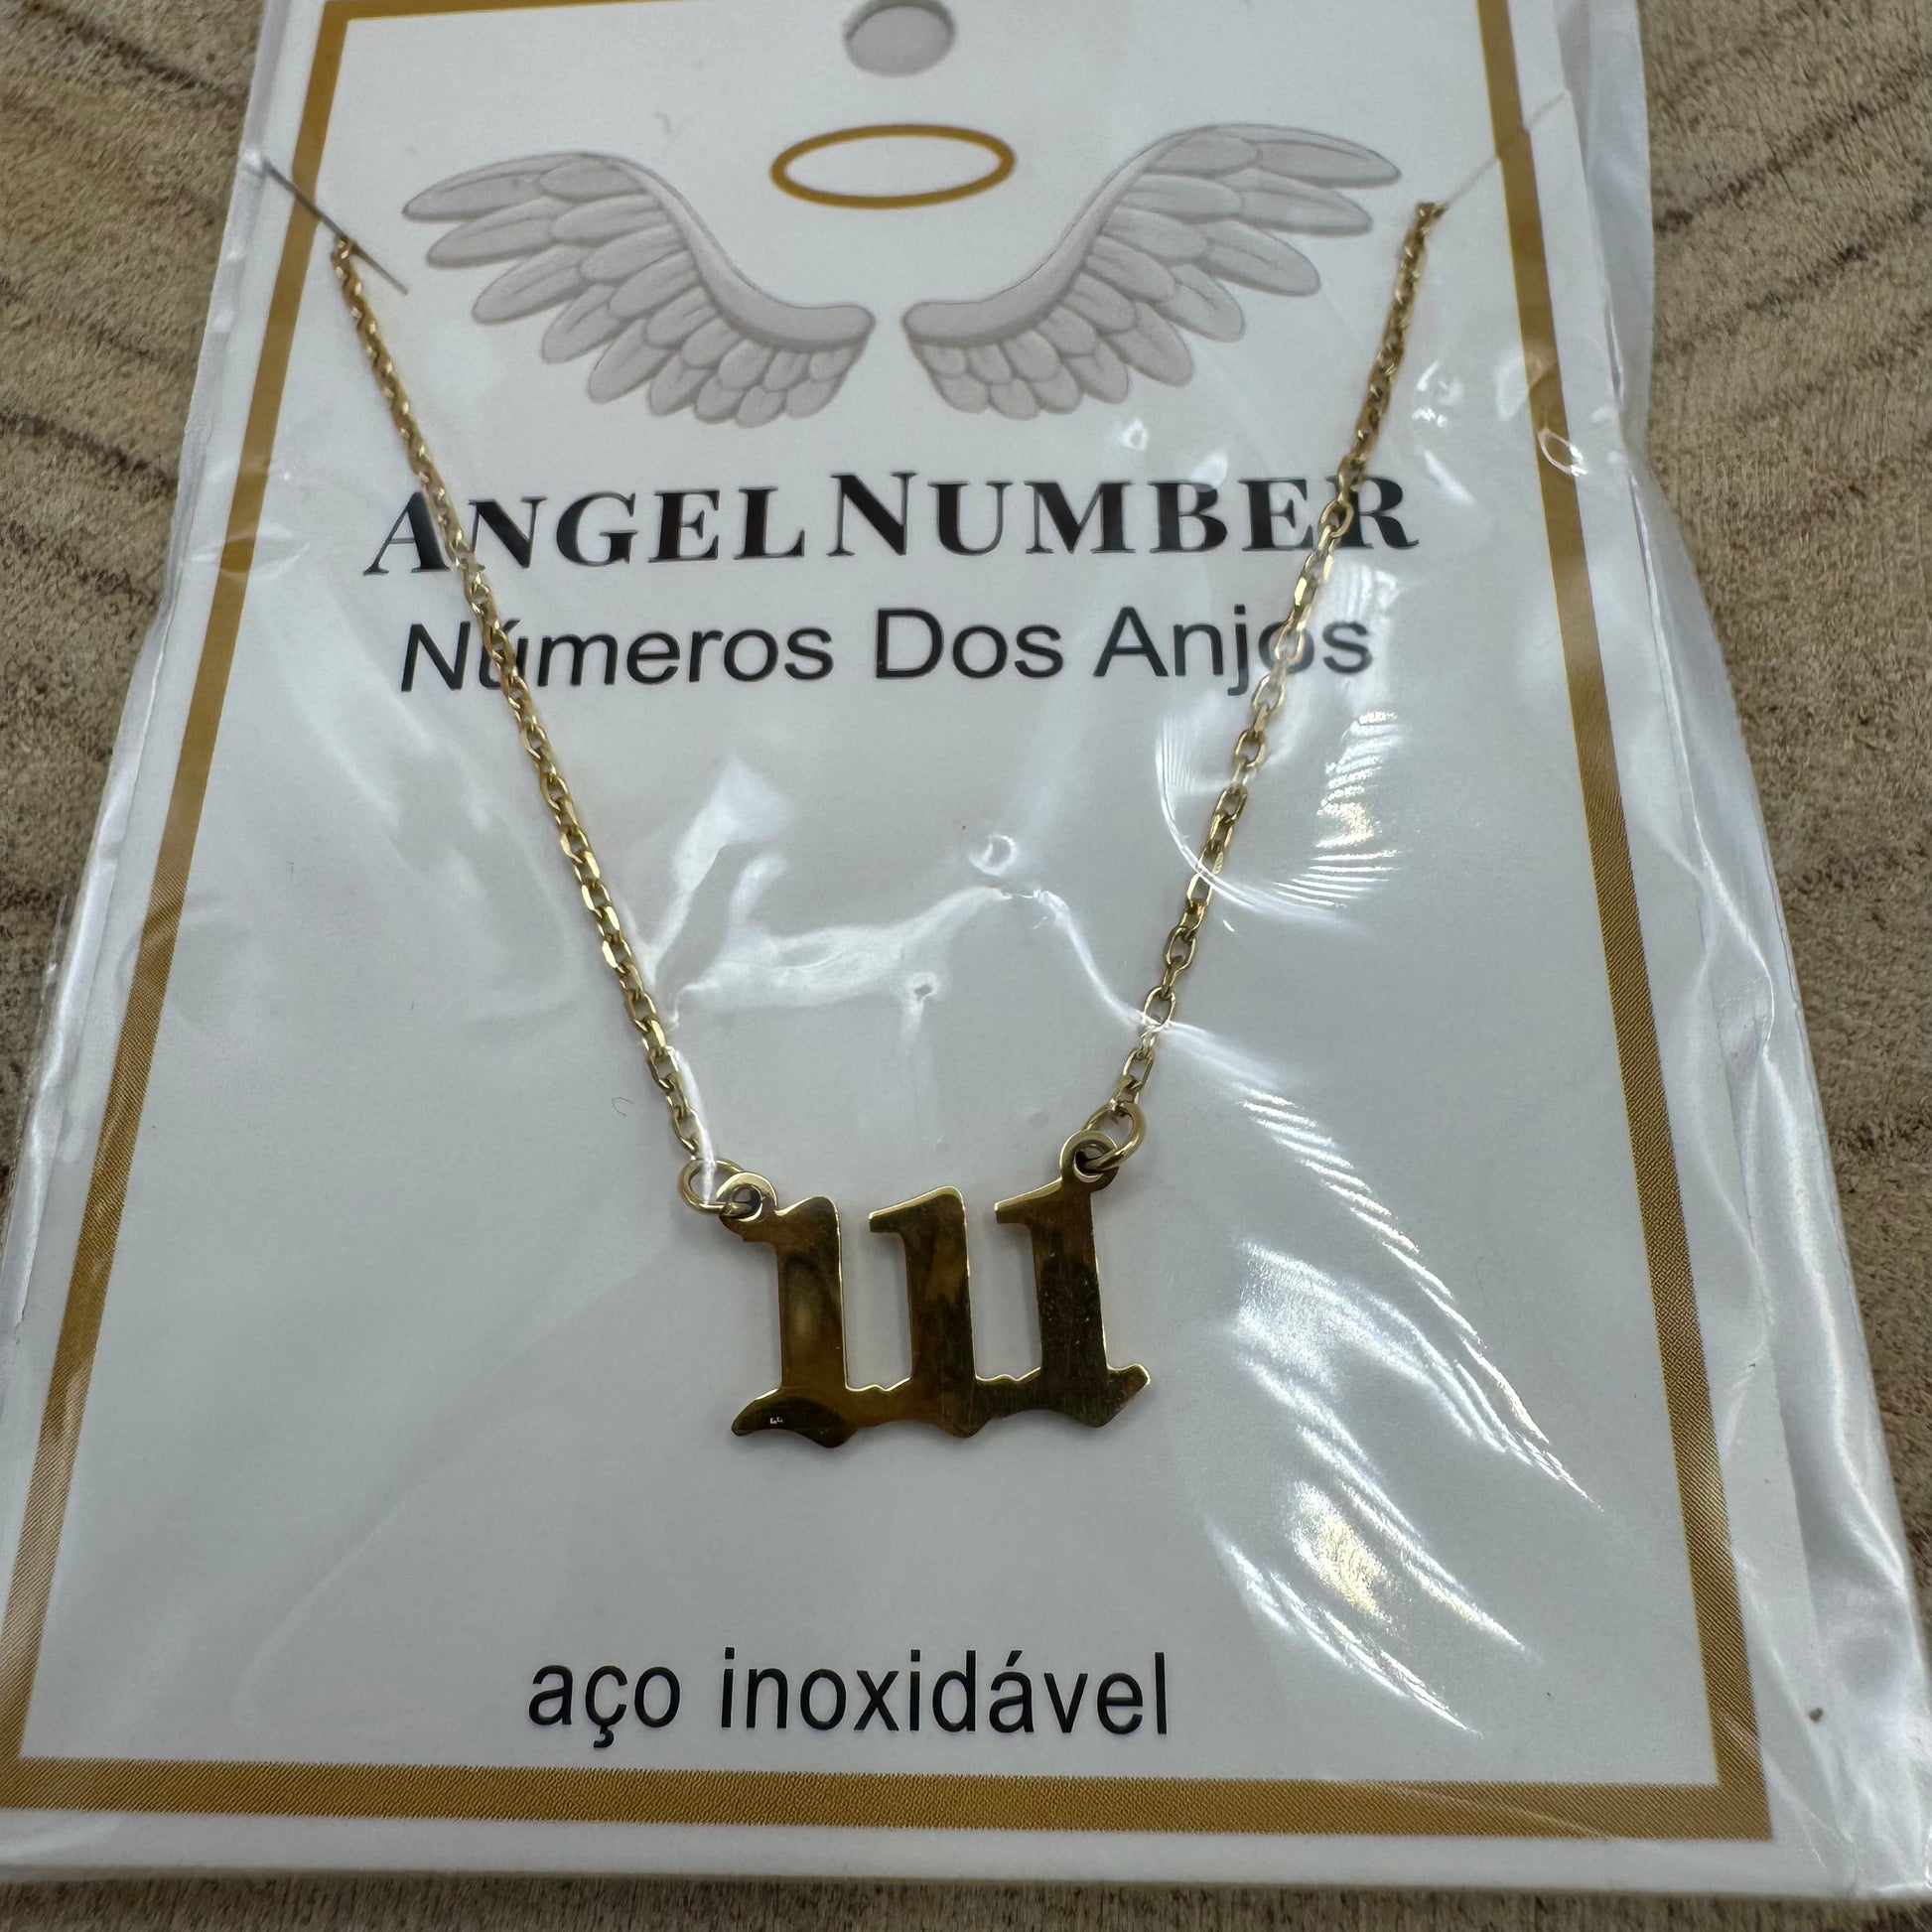 ANGEL NUMBER
Números Dos Anjos
111
aço inoxidável